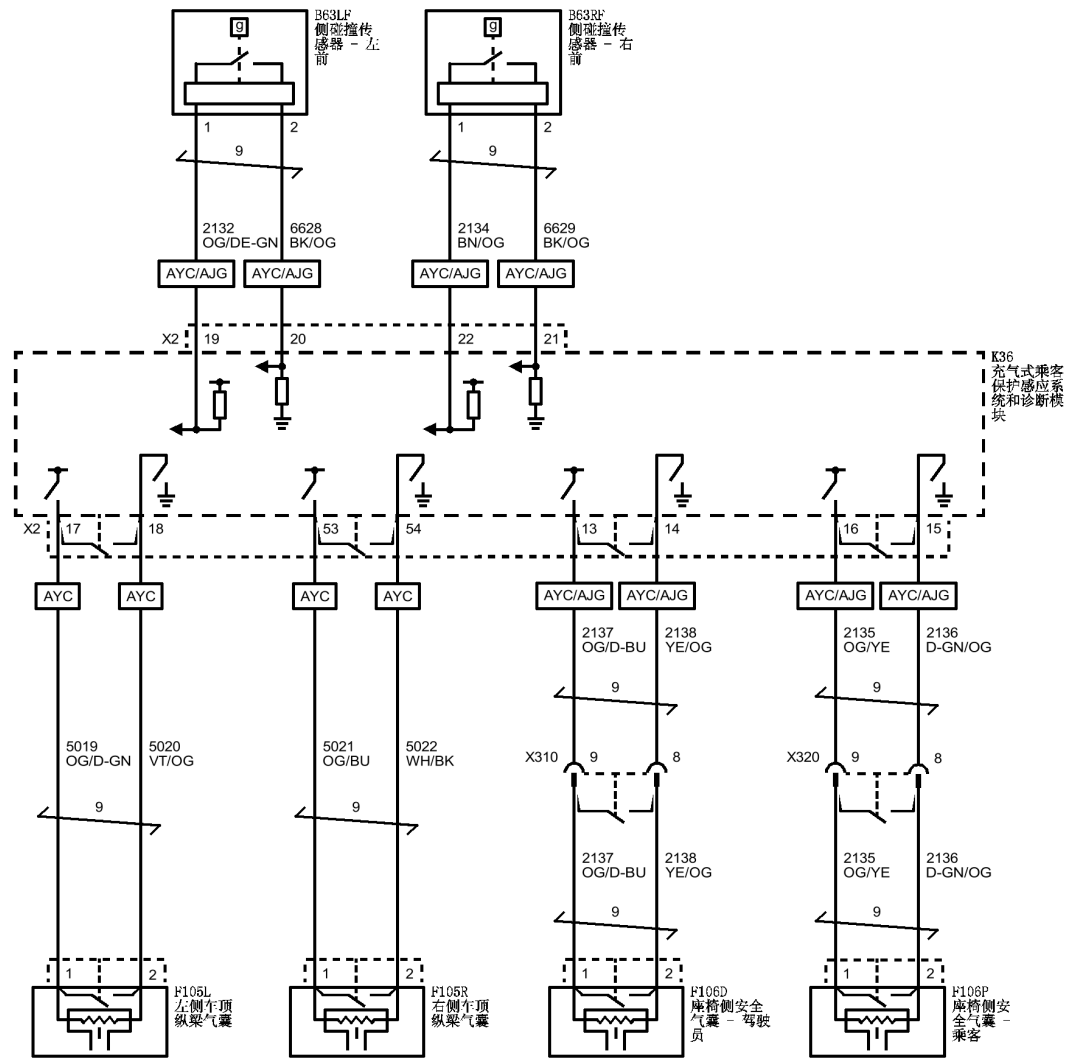 B63LF
侧碰撞传
感器 - 左
前
g
1 2
9
2132
OG/DE-GN
6628
BK/OG
AYC/AJG
AYC/AJG
B63RF
侧碰撞传
感器 - 右
前
g
1 2
9
2134
BN/OG
6629
BK/OG
AYC/AJG
AYC/AJG
X2 19 20 22 21
K36
充气式乘客
保护感应系
统和诊断模
块
X2 17 18 53 54 13 14 16 15
AYC AYC AYC AYC AYC/AJG AYC/AJG AYC/AJG AYC/AJG
2137
OG/D-BU
2138
YE/OG
2135
OG/YE
2136
D-GN/OG
9 9
5019
OG/D-GN
5020
VT/OG
5021
OG/BU
5022
WH/BK
X310 9 8
X320 9 8
9 9
2137
OG/D-BU
2138
YE/OG
2135
OG/YE
2136
D-GN/OG
9 9
1 2 1 2 1 2 1 2
F105L
左侧车顶
纵梁气囊
F105R
右侧车顶
纵梁气囊
F106D
座椅侧安全
气囊 - 驾驶
员
F106P
座椅侧安
全气囊 -
乘客